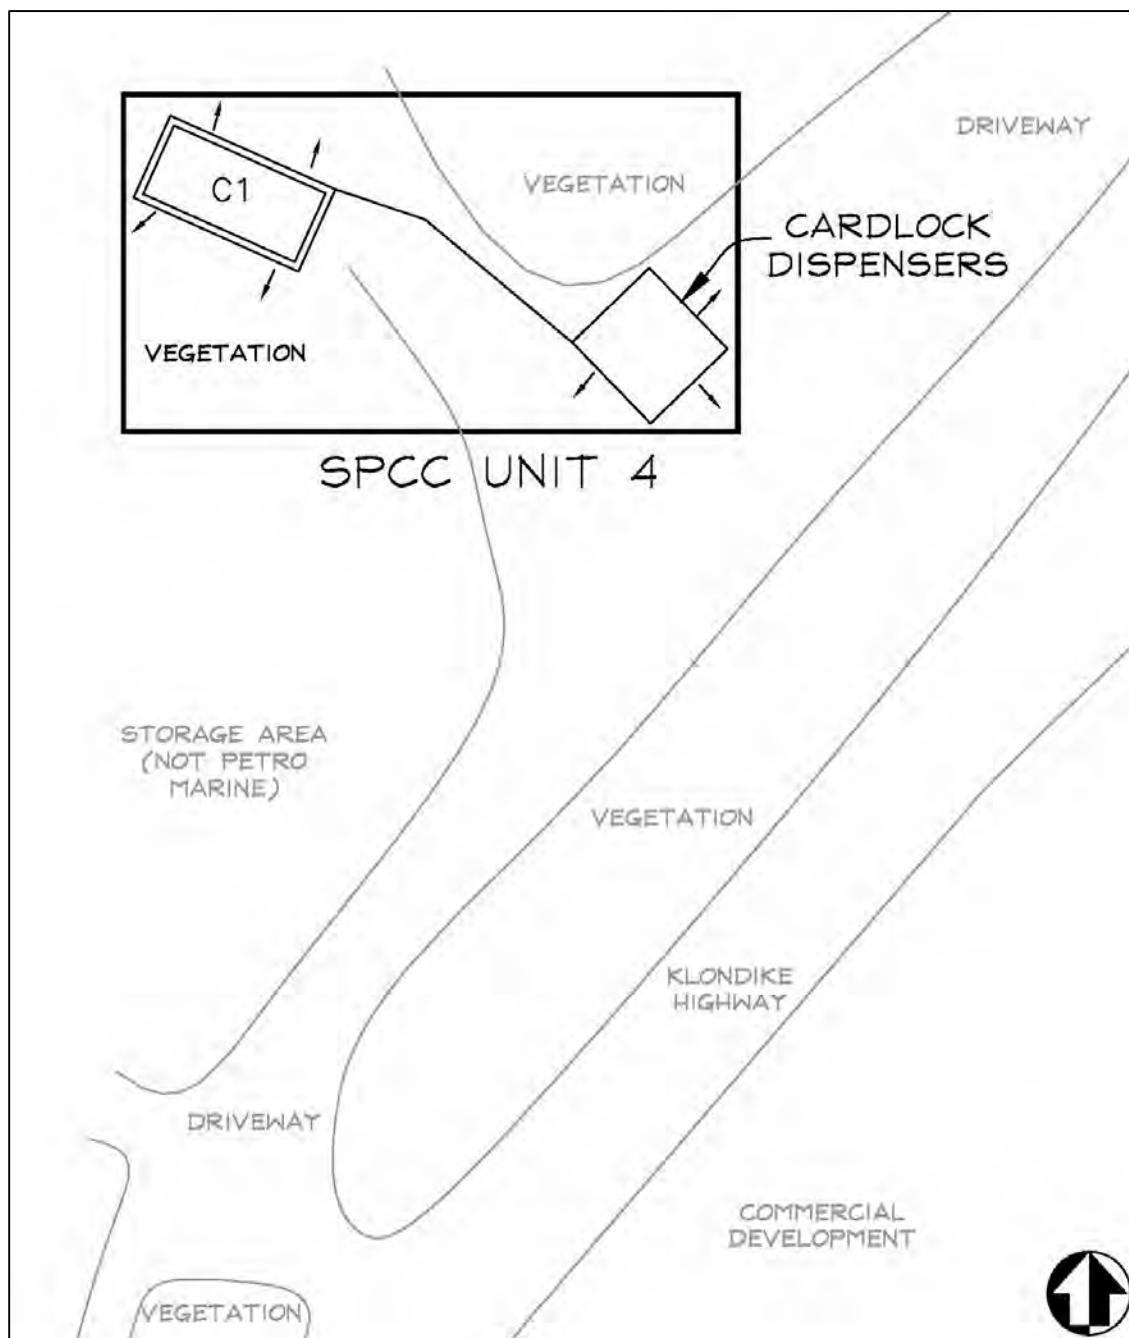 DRIVEWAY
C1
VEGETATION
CARDLOCK
DISPENSERS
VEGETATION
SPCC UNIT 4
STORAGE AREA
(NOT PETRO
MARINE)
VEGETATION
KLONDIKE
HIGHWAY
DRIVEWAY
COMMERCIAL
DEVELOPMENT
VEGETATION